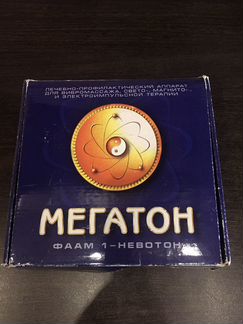 ЛЕЧЕБНО-ПРОФИЛАКТИЧЕСКИЙ АППАРАТ
ДЛЯ ВИБРОМАССАЖА, СВЕТО-, МАГНИТО-
И ЭЛЕКТРОИМПУЛЬСНОЙ ТЕРАПИИ
МЕГАТОН
ФААМ 1-НЕВОТОН